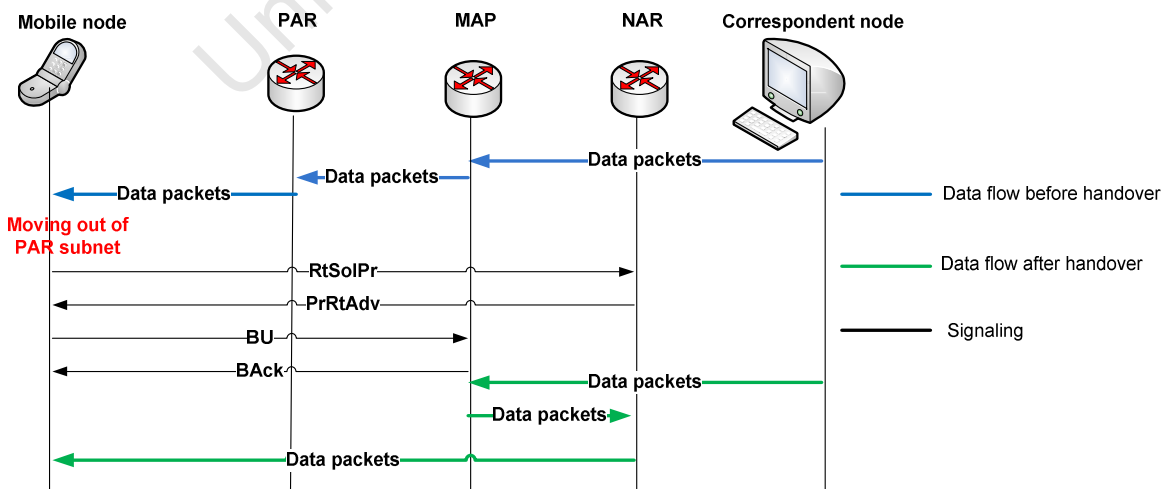 Mobile node
PAR
MAP
NAR
Correspondent node
Data packets
Data packets
Data packets
Data flow before handover
Moving out of
PAR subnet
RtSolPr
Data flow after handover
PrRtAdv
BU
Signaling
BAck
Data packets
Data packets
Data packets